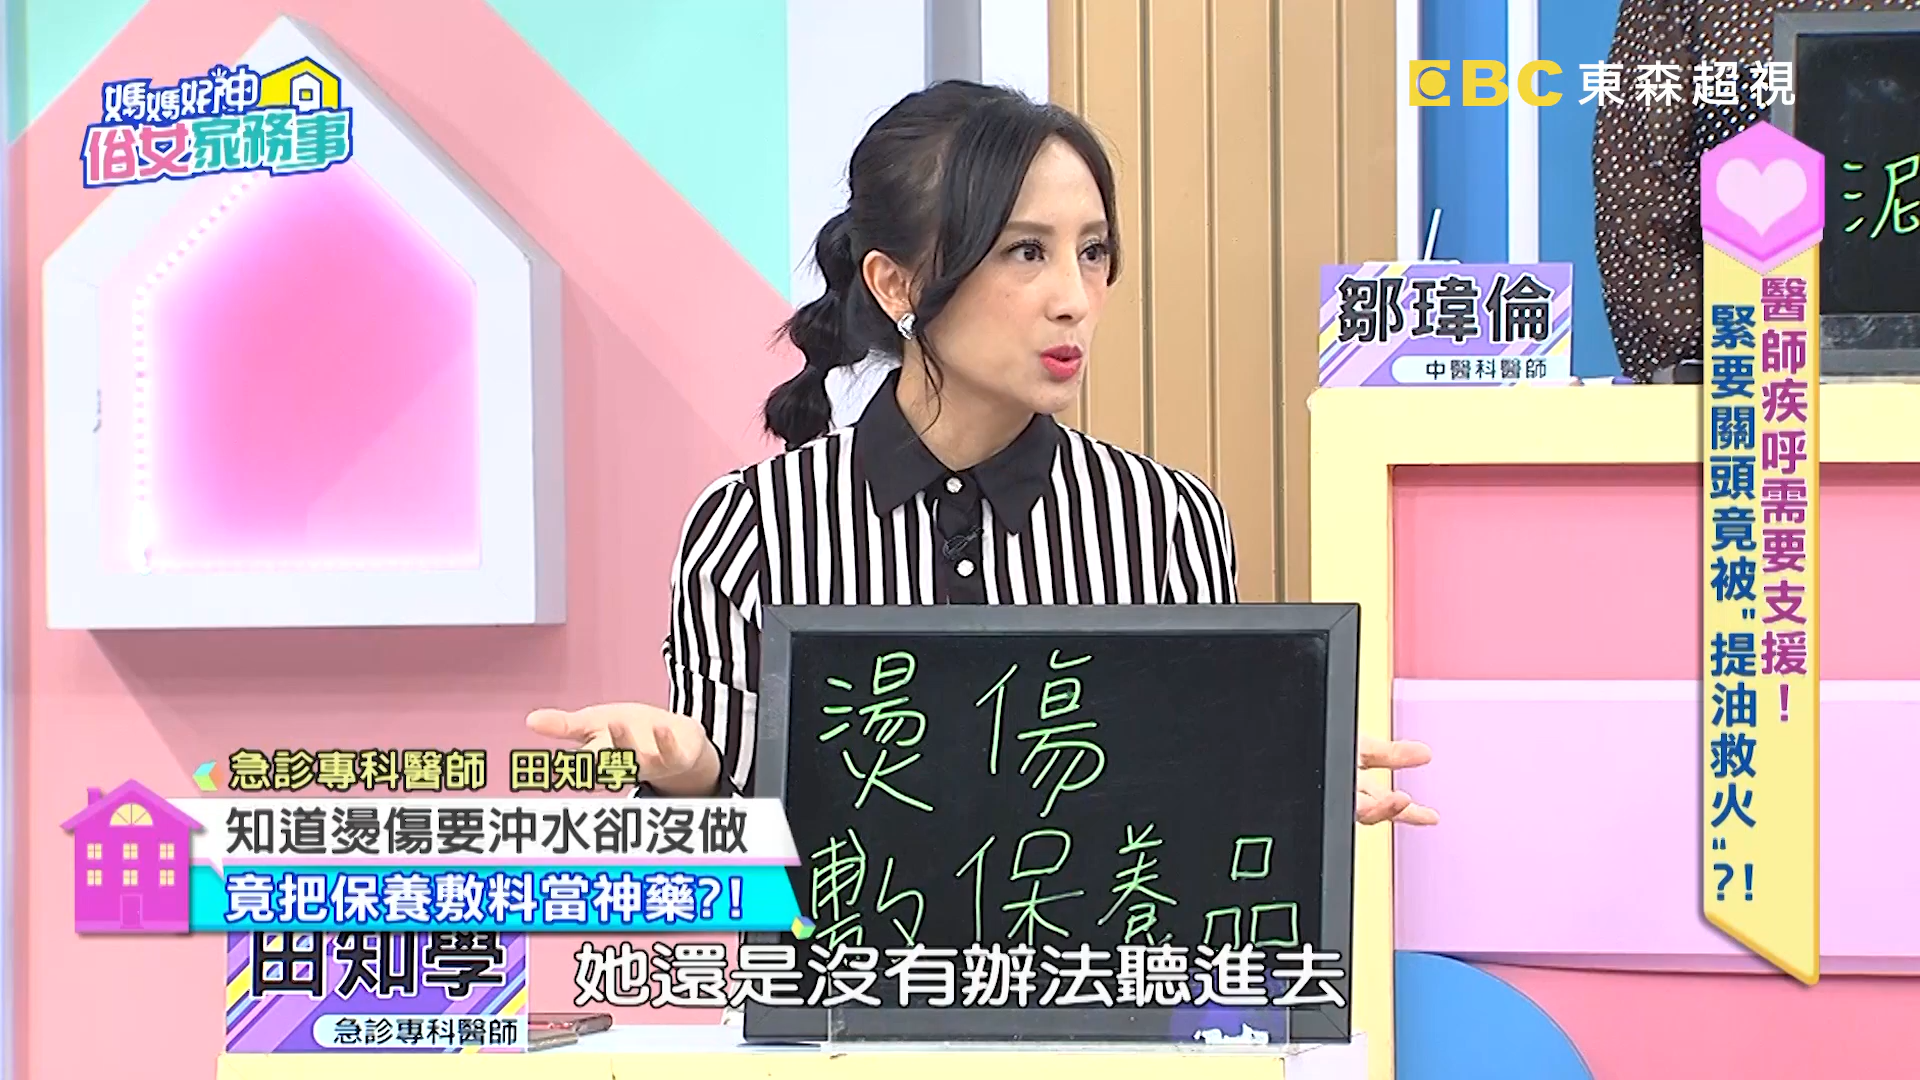 媽媽好神
俗女家務事
EBC 東森超視
泥
鄒瑋倫
中醫科醫師
醫師疾呼需要支援！
緊要關頭竟被"提油救火"?!
燙傷
敷保養品
急診專科醫師 田知學
知道燙傷要沖水卻沒做
竟把保養敷料當神藥?!
田知學
急診專科醫師
她還是沒有辦法聽進去